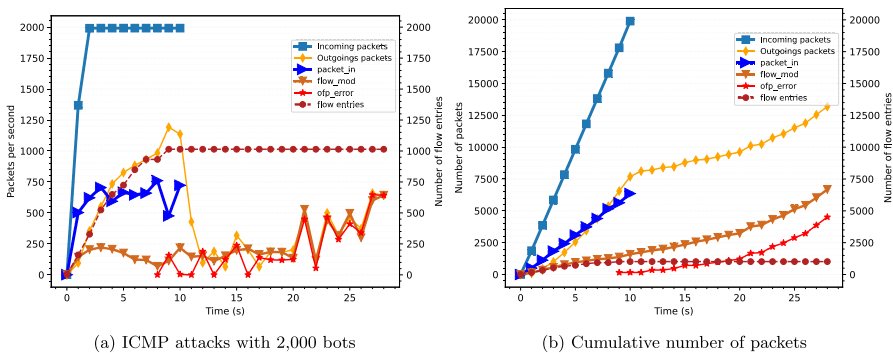 2000
1750
1500
1250
1000
750
500
250
0
Packets per second
0
5
10
15
20
25
Time (s)
2000
1750
1500
1250
1000
750
500
250
0
Number of flow entries
Incoming packets
Outgoings packets
packet_in
flow_mod
ofp_error
flow entries
(a) ICMP attacks with 2,000 bots
20000
17500
15000
12500
10000
7500
5000
2500
0
Number of packets
0
5
10
15
20
25
Time (s)
20000
17500
15000
12500
10000
7500
5000
2500
0
Number of flow entries
Incoming packets
Outgoings packets
packet_in
flow_mod
ofp_error
flow entries
(b) Cumulative number of packets